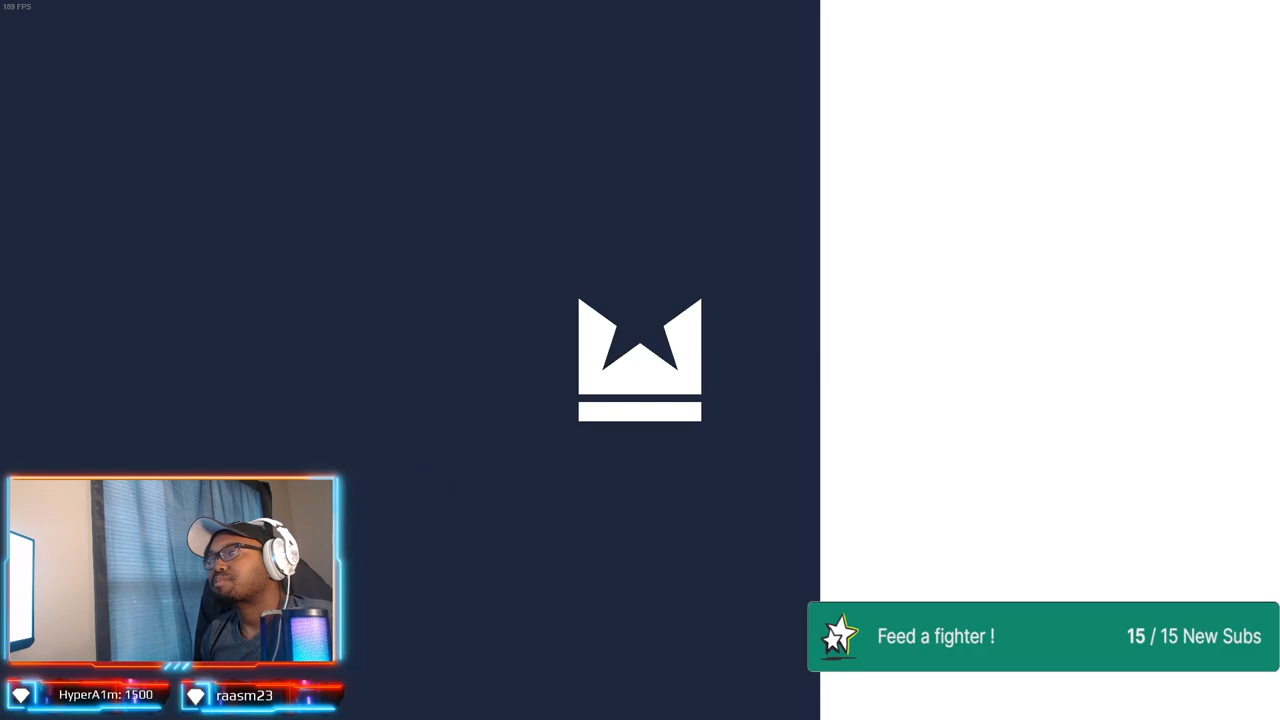 189 FPS
Feed a fighter !
15 / 15 New Subs
HyperA1m: 1500
raasm23